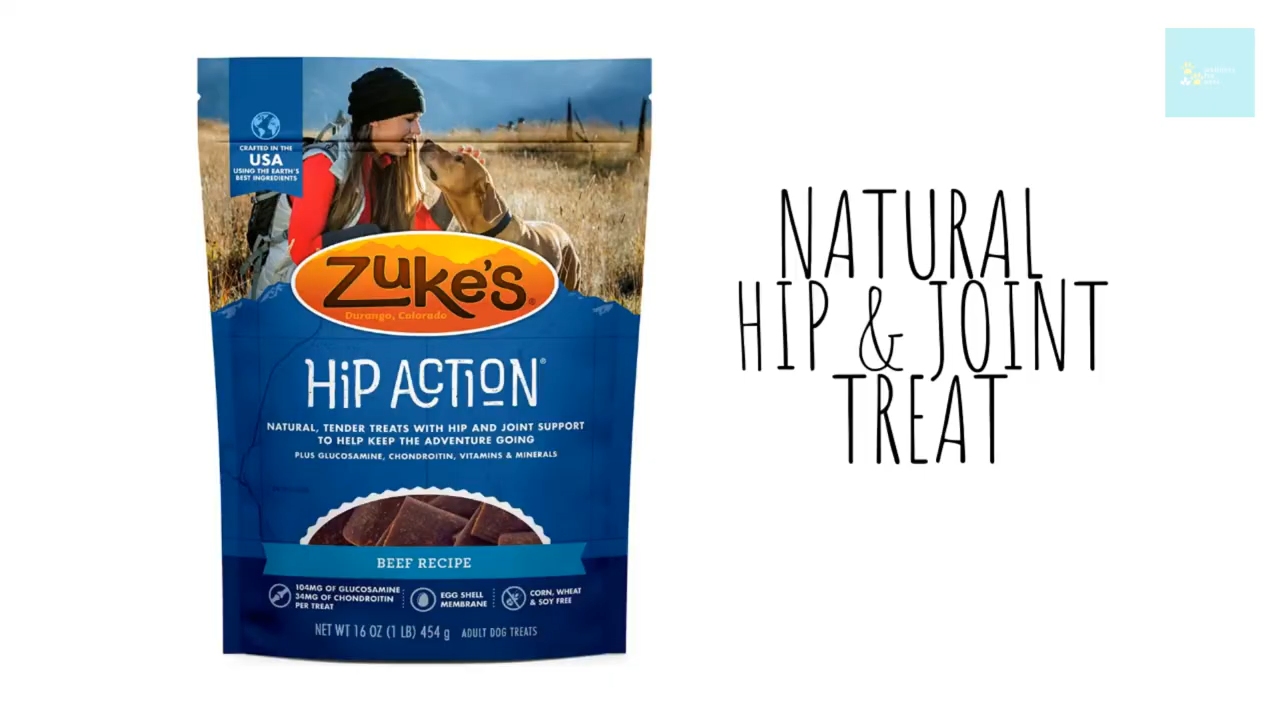 CRAFTED IN THE
USA
USING THE EARTH'S
BEST INGREDIENTS
Zuke's®
Durango, Colorado
HiP ACTiON®
NATURAL, TENDER TREATS WITH HIP AND JOINT SUPPORT
TO HELP KEEP THE ADVENTURE GOING
PLUS GLUCOSAMINE, CHONDROITIN, VITAMINS & MINERALS
BEEF RECIPE
104MG OF GLUCOSAMINE
34MG OF CHONDROITIN
PER TREAT
EGG SHELL
MEMBRANE
CORN, WHEAT
& SOY FREE
NET WT 16 OZ (1 LB) 454 g ADULT DOG TREATS
NATURAL
HIP & JOINT
TREAT